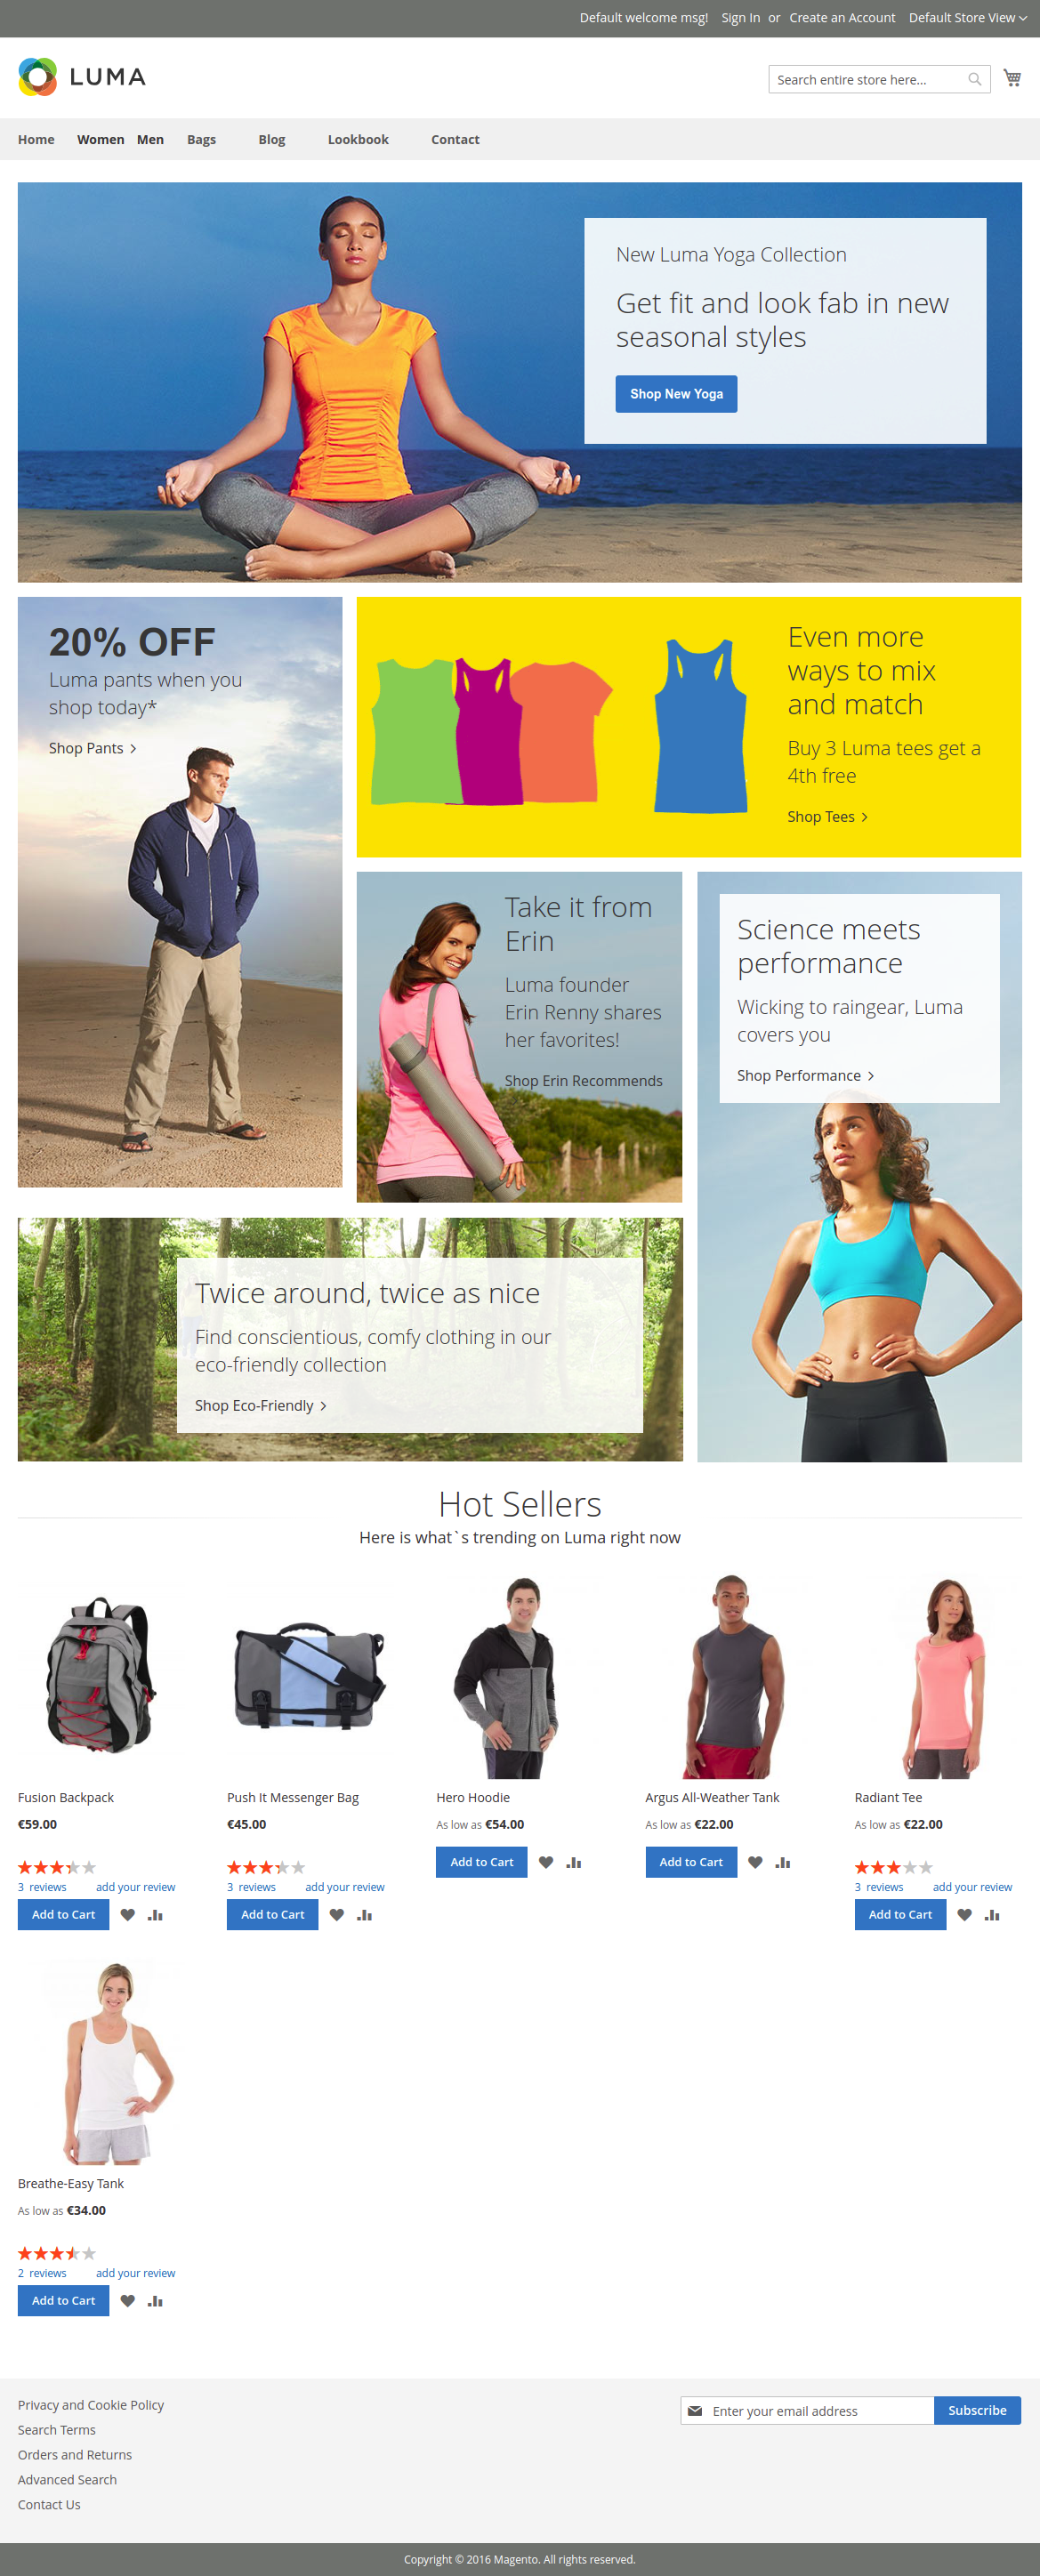 Default welcome msg! Sign In or Create an Account Default Store View
LUMA
Search entire store here...
Home Women Men Bags Blog Lookbook Contact
New Luma Yoga Collection
Get fit and look fab in new
seasonal styles
Shop New Yoga
20% OFF
Luma pants when you
shop today*
Shop Pants
Even more
ways to mix
and match
Buy 3 Luma tees get a
4th free
Shop Tees
Take it from
Erin
Luma founder
Erin Renny shares
her favorites!
Shop Erin Recommends
Science meets
performance
Wicking to raingear, Luma
covers you
Shop Performance
Twice around, twice as nice
Find conscientious, comfy clothing in our
eco-friendly collection
Shop Eco-Friendly
Hot Sellers
Here is what`s trending on Luma right now
Fusion Backpack
€59.00
3 reviews add your review
Add to Cart
Push It Messenger Bag
€45.00
3 reviews add your review
Add to Cart
Hero Hoodie
As low as €54.00
Add to Cart
Argus All-Weather Tank
As low as €22.00
Add to Cart
Radiant Tee
As low as €22.00
3 reviews add your review
Add to Cart
Breathe-Easy Tank
As low as €34.00
2 reviews add your review
Add to Cart
Privacy and Cookie Policy
Search Terms
Orders and Returns
Advanced Search
Contact Us
Enter your email address
Subscribe
Copyright © 2016 Magento. All rights reserved.